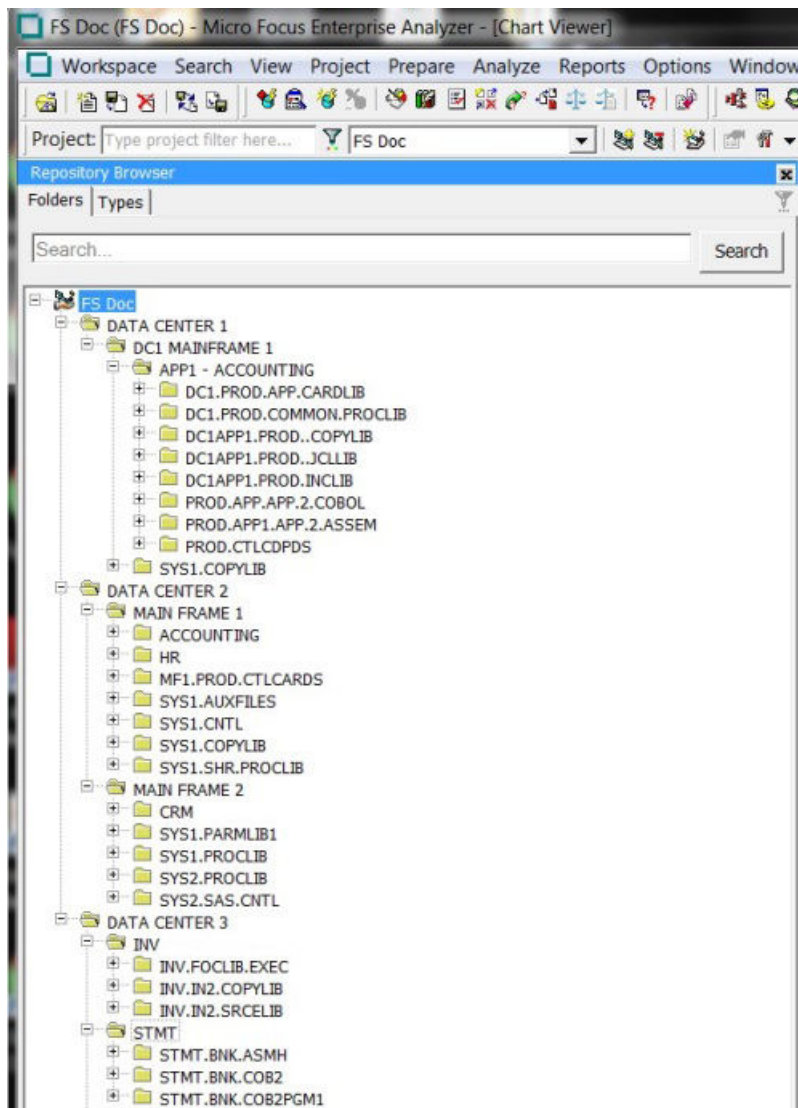 FS Doc (FS Doc) - Micro Focus Enterprise Analyzer - [Chart Viewer]
Workspace Search View Project Prepare Analyze Reports Options Window
Project: Type project filter here... FS Doc
Repository Browser
Folders Types
Search... Search
FS Doc
DATA CENTER 1
DC1 MAINFRAME 1
APP1 - ACCOUNTING
DC1.PROD.APP.CARDLIB
DC1.PROD.COMMON.PROCLIB
DC1APP1.PROD..COPYLIB
DC1APP1.PROD..JCLLIB
DC1APP1.PROD.INCLIB
PROD.APP.APP.2.COBOL
PROD.APP1.APP.2.ASSEM
PROD.CTLCDPDS
SYS1.COPYLIB
DATA CENTER 2
MAIN FRAME 1
ACCOUNTING
HR
MF1.PROD.CTLCARDS
SYS1.AUXFILES
SYS1.CNTL
SYS1.COPYLIB
SYS1.SHR.PROCLIB
MAIN FRAME 2
CRM
SYS1.PARMLIB1
SYS1.PROCLIB
SYS2.PROCLIB
SYS2.SAS.CNTL
DATA CENTER 3
INV
INV.FOCLIB.EXEC
INV.IN2.COPYLIB
INV.IN2.SRCELIB
STMT
STMT.BNK.ASMH
STMT.BNK.COB2
STMT.BNK.COB2PGM1